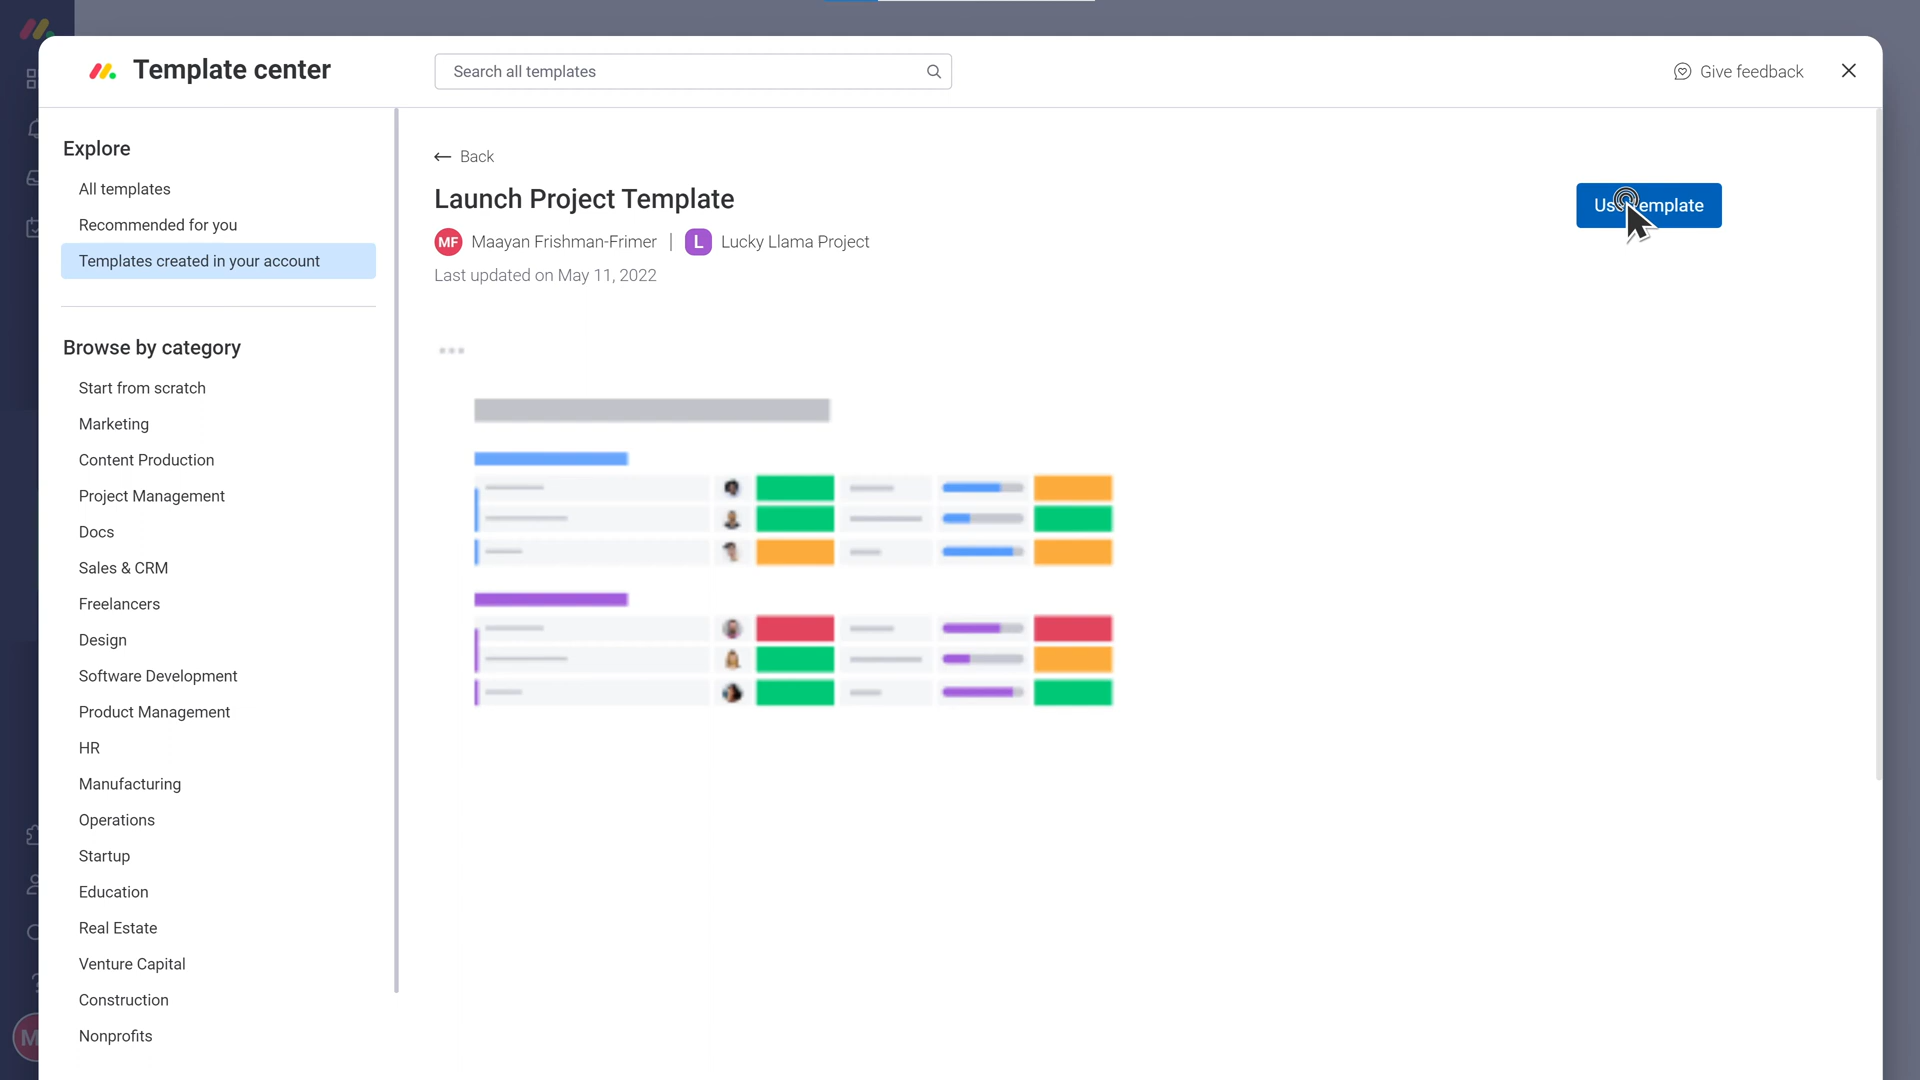 Template center
Search all templates
Give feedback
Explore
All templates
Recommended for you
Templates created in your account
Browse by category
Start from scratch
Marketing
Content Production
Project Management
Docs
Sales & CRM
Freelancers
Design
Software Development
Product Management
HR
Manufacturing
Operations
Startup
Education
Real Estate
Venture Capital
Construction
Nonprofits
Back
Launch Project Template
MF Maayan Frishman-Frimer | L Lucky Llama Project
Last updated on May 11, 2022
Use template